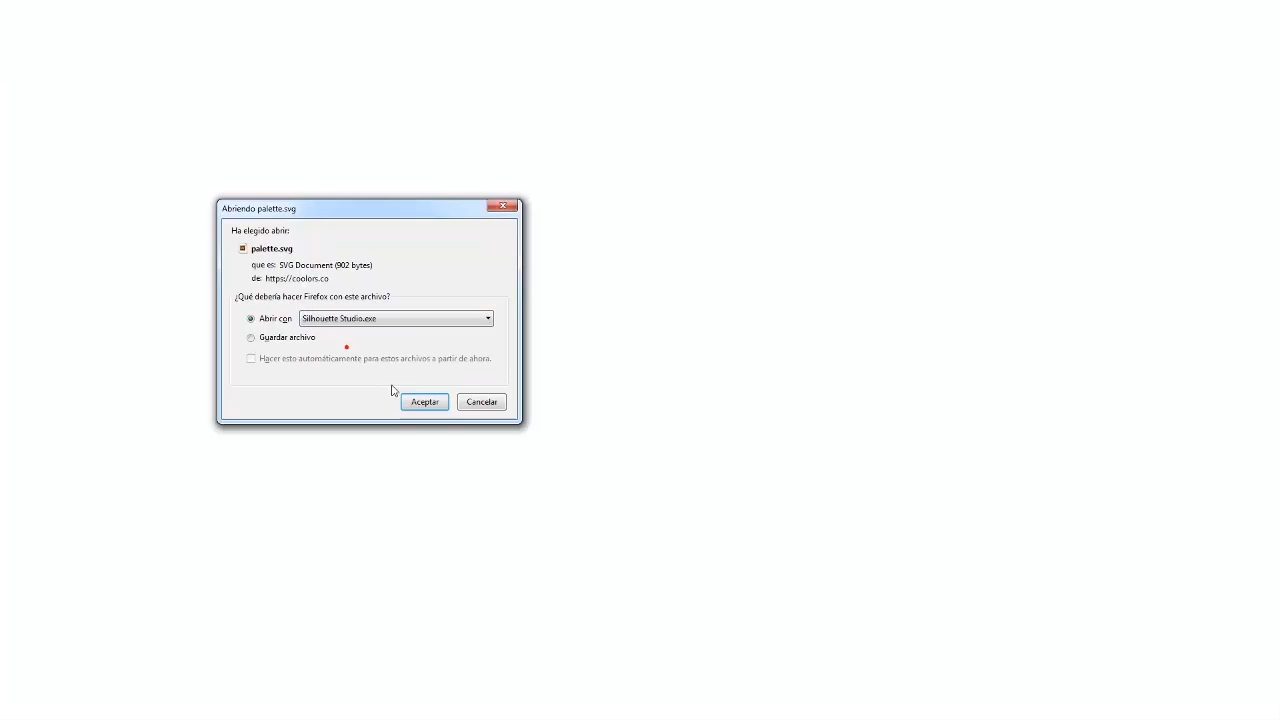 Abriendo palette.svg
Ha elegido abrir:
palette.svg
que es: SVG Document (902 bytes)
de: https://coolors.co
¿Qué debería hacer Firefox con este archivo?
Abrir con Silhouette Studio.exe
Guardar archivo
Hacer esto automáticamente para estos archivos a partir de ahora.
Aceptar Cancelar